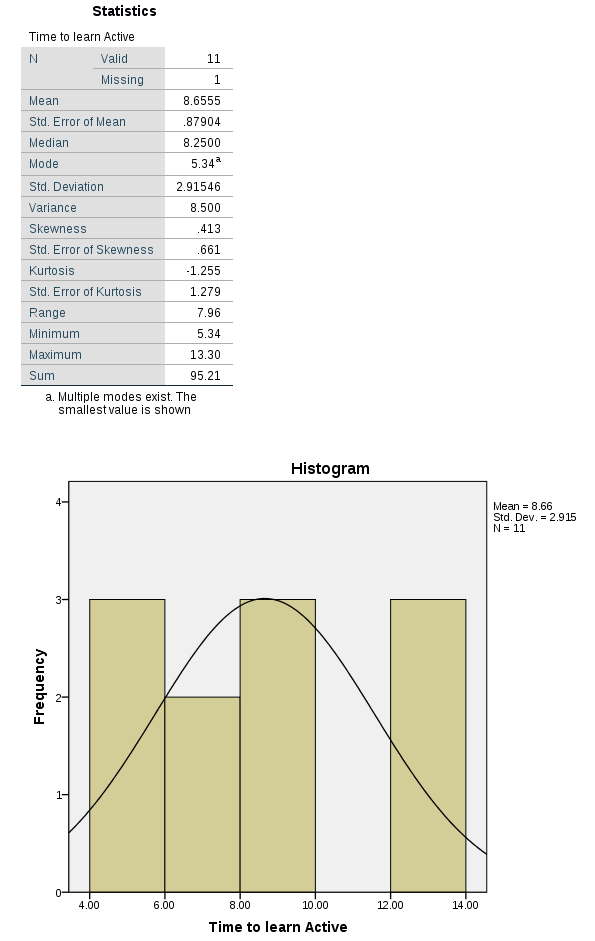 Statistics
Time to learn Active
N Valid 11
Missing 1
Mean 8.6555
Std. Error of Mean .87904
Median 8.2500
Mode 5.34a
Std. Deviation 2.91546
Variance 8.500
Skewness .413
Std. Error of Skewness .661
Kurtosis -1.255
Std. Error of Kurtosis 1.279
Range 7.96
Minimum 5.34
Maximum 13.30
Sum 95.21
a. Multiple modes exist. The
smallest value is shown
Histogram
Mean = 8.66
Std. Dev. = 2.915
N = 11
Frequency
4
3
2
1
0
4.00 6.00 8.00 10.00 12.00 14.00
Time to learn Active